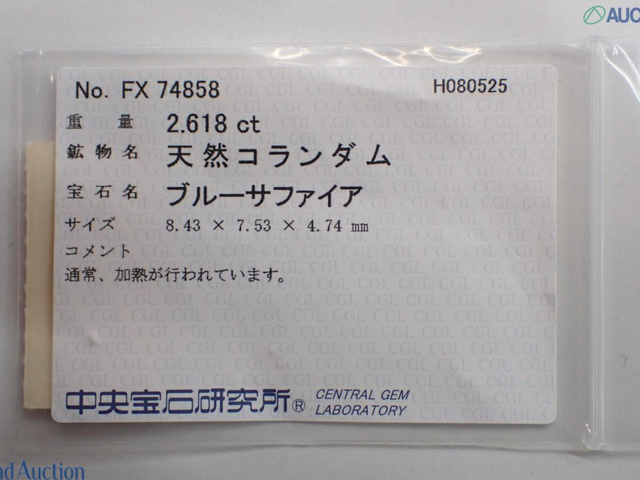 AUC
No. FX 74858 H080525
重量 2.618 ct
鉱物名 天然コランダム
宝石名 ブルーサファイア
サイズ 8.43 × 7.53 × 4.74 mm
コメント
通常、加熱が行われています。
中央宝石研究所® CENTRAL GEM
LABORATORY
nd Auction